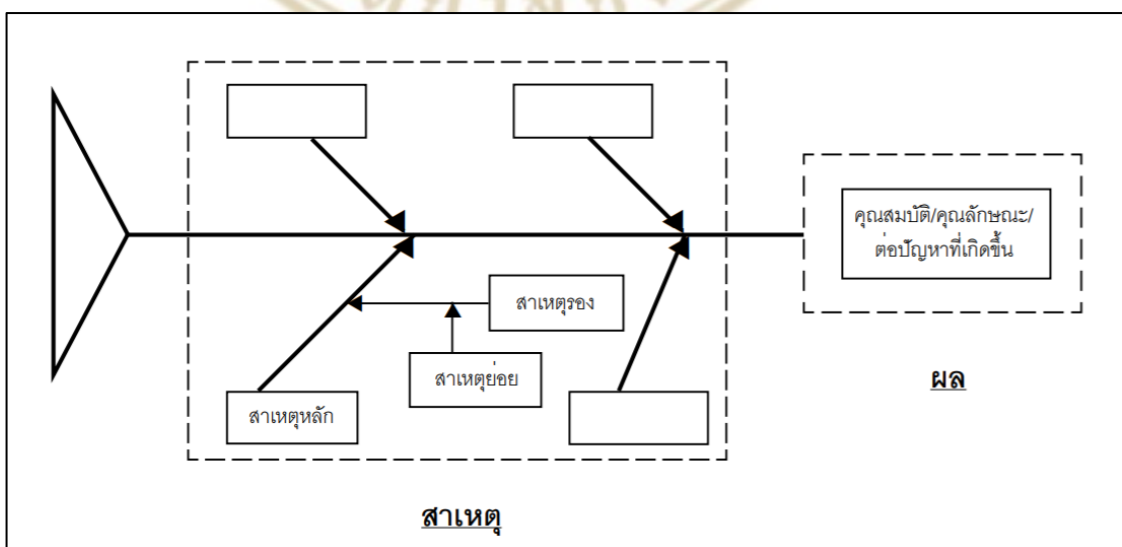 คุณสมบัติ/คุณลักษณะ/
ต่อปัญหาที่เกิดขึ้น
สาเหตุรอง
สาเหตุย่อย
สาเหตุหลัก
ผล
สาเหตุ